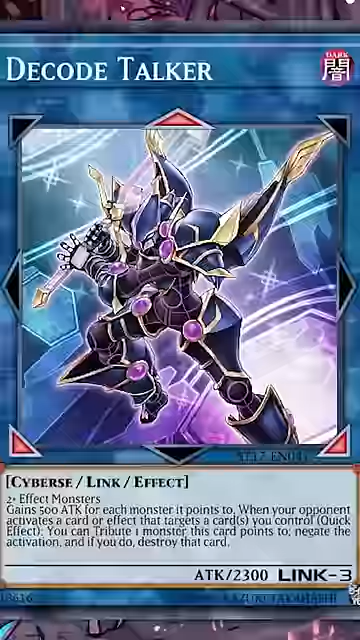 DECODE TALKER
DARK
闇
ST17-EN041
[CYBERSE / LINK / EFFECT]
2+ Effect Monsters
Gains 500 ATK for each monster it points to. When your opponent
activates a card or effect that targets a card(s) you control (Quick
Effect): You can Tribute 1 monster this card points to; negate the
activation, and if you do, destroy that card.
ATK/2300 LINK-3
KAZUKI TAKAHASHI